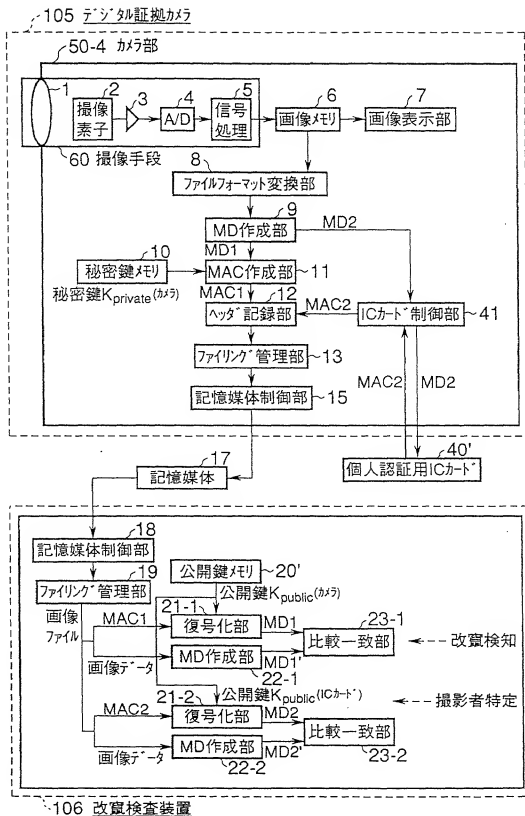 105 デジタル証拠カメラ
50-4 カメラ部
1
2
撮像
素子
3
4
A/D
5
信号
処理
6
画像メモリ
7
画像表示部
60 撮像手段
8
ファイルフォーマット変換部
9
MD作成部
MD2
MD1
10
秘密鍵メモリ
秘密鍵Kprivate(カメラ)
MAC作成部
11
MAC1
12
ヘッダ記録部
MAC2
ICカード制御部
41
ファイリング管理部
13
記憶媒体制御部
15
MAC2
MD2
17
記憶媒体
40'
個人認証用ICカード
18
記憶媒体制御部
19
ファイリング管理部
公開鍵メモリ
20'
画像
ファイル
公開鍵Kpublic(カメラ)
21-1
MAC1
復号化部
MD1
23-1
比較一致部
改竄検知
画像データ
MD作成部
MD1'
22-1
21-2
公開鍵Kpublic(ICカード)
撮影者特定
MAC2
復号化部
MD2
比較一致部
23-2
画像データ
MD作成部
MD2'
22-2
106 改竄検査装置